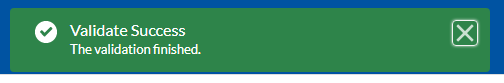 Validate Success
The validation finished.